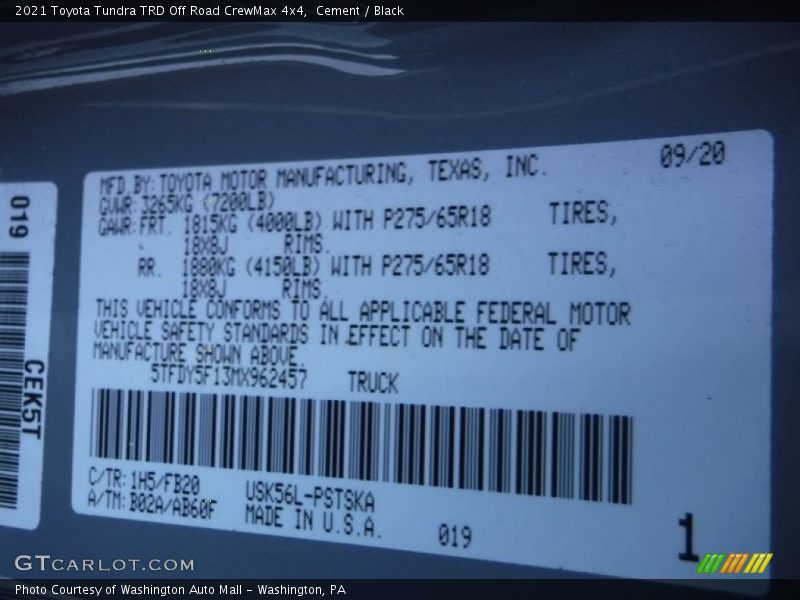 2021 Toyota Tundra TRD Off Road CrewMax 4x4,  Cement / Black
019
CEK5T
09/20
MFD.BY:TOYOTA MOTOR MANUFACTURING, TEXAS, INC.
GVWR:3265KG (7200LB)
GAWR:FRT. 1815KG (4000LB) WITH P275/65R18 TIRES,
18X8J RIMS.
RR. 1880KG (4150LB) WITH P275/65R18 TIRES,
18X8J RIMS.
THIS VEHICLE CONFORMS TO ALL APPLICABLE FEDERAL MOTOR
VEHICLE SAFETY STANDARDS IN EFFECT ON THE DATE OF
MANUFACTURE SHOWN ABOVE.
5TFDY5F13MX962457 TRUCK
C/TR:1H5/FB20 USK56L-PSTSKA
A/TM:B02A/AB60F MADE IN U.S.A. 019
1
GTCARLOT.COM
Photo Courtesy of Washington Auto Mall - Washington, PA